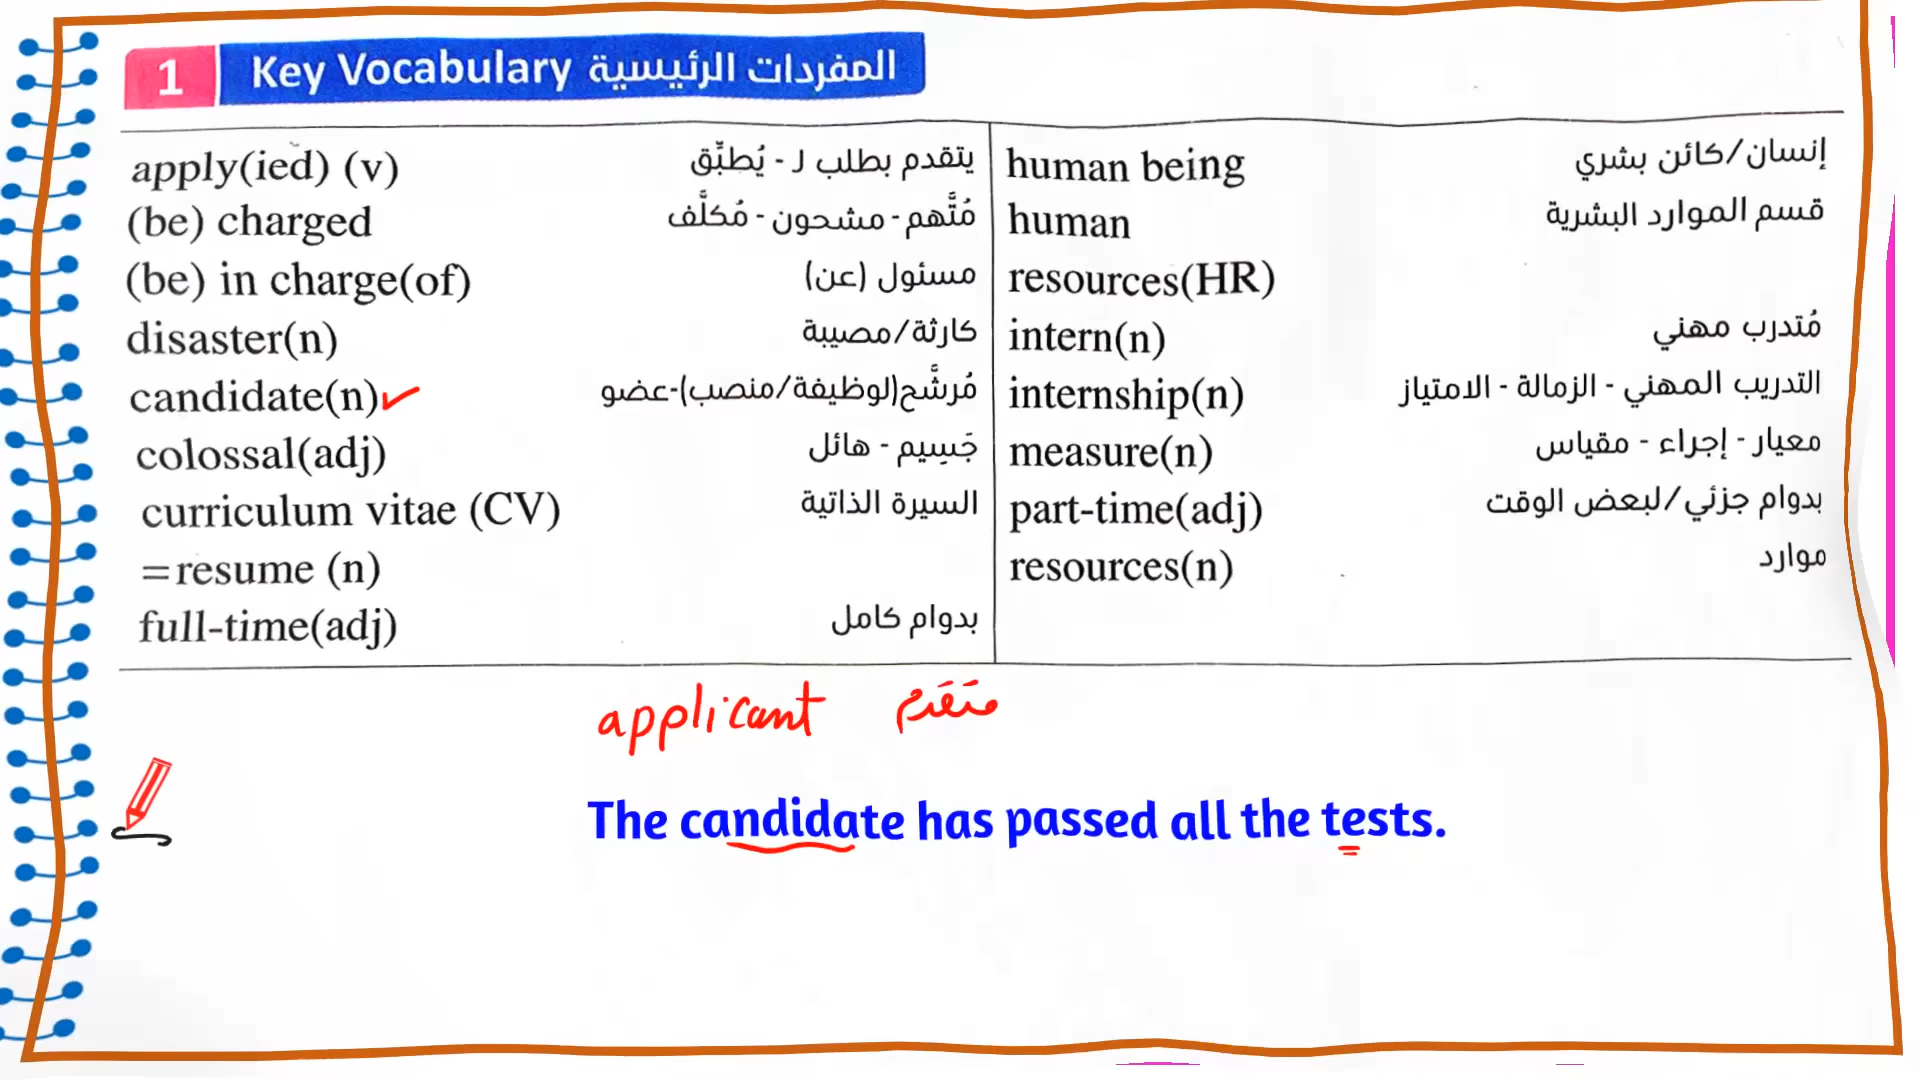 1 Key Vocabulary المفردات الرئيسية
apply(ied) (v) يتقدم بطلب لـ - يُطبِّق
(be) charged مُتَّهم - مشحون - مُكلَّف
(be) in charge(of) مسئول (عن)
disaster(n) كارثة/مصيبة
candidate(n) مُرشَّح(لوظيفة/منصب)-عضو
colossal(adj) جَسِيم - هائل
curriculum vitae (CV) السيرة الذاتية
=resume (n)
full-time(adj) بدوام كامل
human being إنسان/كائن بشري
human قسم الموارد البشرية
resources(HR)
intern(n) مُتدرب مهني
internship(n) التدريب المهني - الزمالة - الامتياز
measure(n) معيار - إجراء - مقياس
part-time(adj) بدوام جزئي/لبعض الوقت
resources(n) موارد
applicant متقدم
The candidate has passed all the tests.